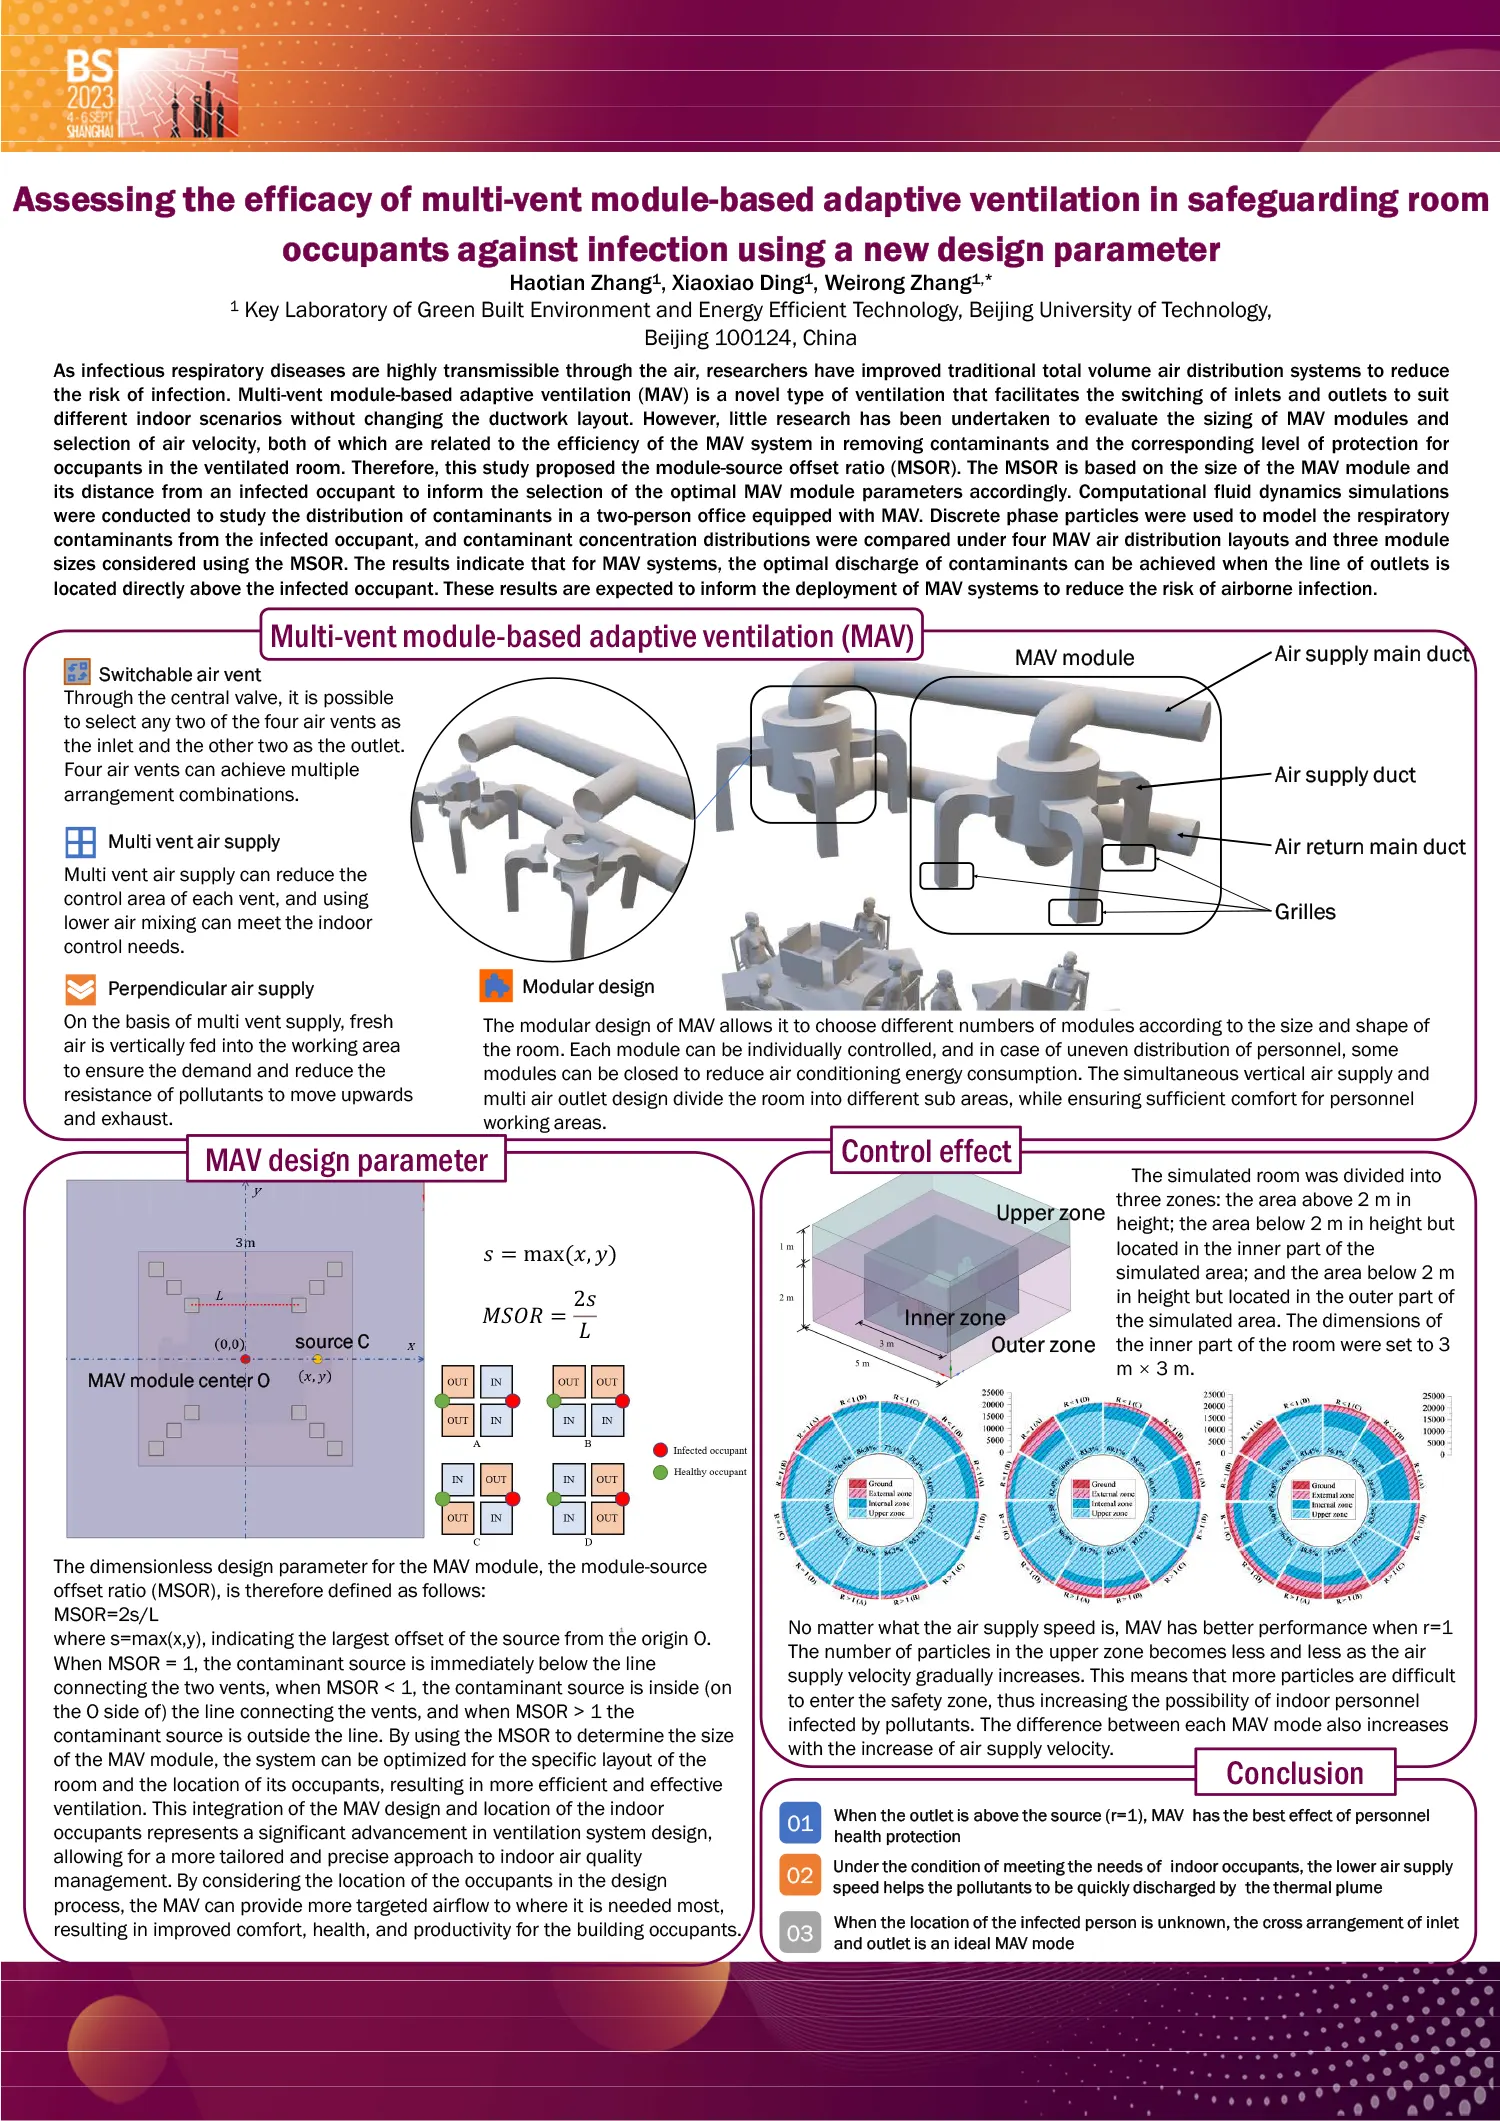 BS
2023
4-6 SEPT
SHANGHAI
Assessing the efficacy of multi-vent module-based adaptive ventilation in safeguarding room
occupants against infection using a new design parameter
Haotian Zhang1, Xiaoxiao Ding1, Weirong Zhang1,*
1 Key Laboratory of Green Built Environment and Energy Efficient Technology, Beijing University of Technology,
Beijing 100124, China
As infectious respiratory diseases are highly transmissible through the air, researchers have improved traditional total volume air distribution systems to reduce
the risk of infection. Multi-vent module-based adaptive ventilation (MAV) is a novel type of ventilation that facilitates the switching of inlets and outlets to suit
different indoor scenarios without changing the ductwork layout. However, little research has been undertaken to evaluate the sizing of MAV modules and
selection of air velocity, both of which are related to the efficiency of the MAV system in removing contaminants and the corresponding level of protection for
occupants in the ventilated room. Therefore, this study proposed the module-source offset ratio (MSOR). The MSOR is based on the size of the MAV module and
its distance from an infected occupant to inform the selection of the optimal MAV module parameters accordingly. Computational fluid dynamics simulations
were conducted to study the distribution of contaminants in a two-person office equipped with MAV. Discrete phase particles were used to model the respiratory
contaminants from the infected occupant, and contaminant concentration distributions were compared under four MAV air distribution layouts and three module
sizes considered using the MSOR. The results indicate that for MAV systems, the optimal discharge of contaminants can be achieved when the line of outlets is
located directly above the infected occupant. These results are expected to inform the deployment of MAV systems to reduce the risk of airborne infection.
Multi-vent module-based adaptive ventilation (MAV)
Switchable air vent
Through the central valve, it is possible
to select any two of the four air vents as
the inlet and the other two as the outlet.
Four air vents can achieve multiple
arrangement combinations.
Multi vent air supply
Multi vent air supply can reduce the
control area of each vent, and using
lower air mixing can meet the indoor
control needs.
Perpendicular air supply
On the basis of multi vent supply, fresh
air is vertically fed into the working area
to ensure the demand and reduce the
resistance of pollutants to move upwards
and exhaust.
MAV module
Air supply main duct
Air supply duct
Air return main duct
Grilles
Modular design
The modular design of MAV allows it to choose different numbers of modules according to the size and shape of
the room. Each module can be individually controlled, and in case of uneven distribution of personnel, some
modules can be closed to reduce air conditioning energy consumption. The simultaneous vertical air supply and
multi air outlet design divide the room into different sub areas, while ensuring sufficient comfort for personnel
working areas.
MAV design parameter
y
3m
L
(0,0)
source C
x
MAV module center O
(x,y)
s = max(x, y)
MSOR = 2s/L
OUT IN OUT OUT
OUT IN IN IN
A B
IN OUT IN OUT
OUT IN IN OUT
C D
Infected occupant
Healthy occupant
The dimensionless design parameter for the MAV module, the module-source
offset ratio (MSOR), is therefore defined as follows:
MSOR=2s/L
where s=max(x,y), indicating the largest offset of the source from the origin O.
When MSOR = 1, the contaminant source is immediately below the line
connecting the two vents, when MSOR < 1, the contaminant source is inside (on
the O side of) the line connecting the vents, and when MSOR > 1 the
contaminant source is outside the line. By using the MSOR to determine the size
of the MAV module, the system can be optimized for the specific layout of the
room and the location of its occupants, resulting in more efficient and effective
ventilation. This integration of the MAV design and location of the indoor
occupants represents a significant advancement in ventilation system design,
allowing for a more tailored and precise approach to indoor air quality
management. By considering the location of the occupants in the design
process, the MAV can provide more targeted airflow to where it is needed most,
resulting in improved comfort, health, and productivity for the building occupants.
Control effect
Upper zone
1 m
2 m
Inner zone
3 m
Outer zone
5 m
The simulated room was divided into
three zones: the area above 2 m in
height; the area below 2 m in height but
located in the inner part of the
simulated area; and the area below 2 m
in height but located in the outer part of
the simulated area. The dimensions of
the inner part of the room were set to 3
m × 3 m.
25000
20000
15000
10000
5000
0
Ground
External zone
Internal zone
Upper zone
25000
20000
15000
10000
5000
0
Ground
External zone
Internal zone
Upper zone
25000
20000
15000
10000
5000
0
Ground
External zone
Internal zone
Upper zone
No matter what the air supply speed is, MAV has better performance when r=1
The number of particles in the upper zone becomes less and less as the air
supply velocity gradually increases. This means that more particles are difficult
to enter the safety zone, thus increasing the possibility of indoor personnel
infected by pollutants. The difference between each MAV mode also increases
with the increase of air supply velocity.
Conclusion
01 When the outlet is above the source (r=1), MAV has the best effect of personnel
health protection
02 Under the condition of meeting the needs of indoor occupants, the lower air supply
speed helps the pollutants to be quickly discharged by the thermal plume
03 When the location of the infected person is unknown, the cross arrangement of inlet
and outlet is an ideal MAV mode